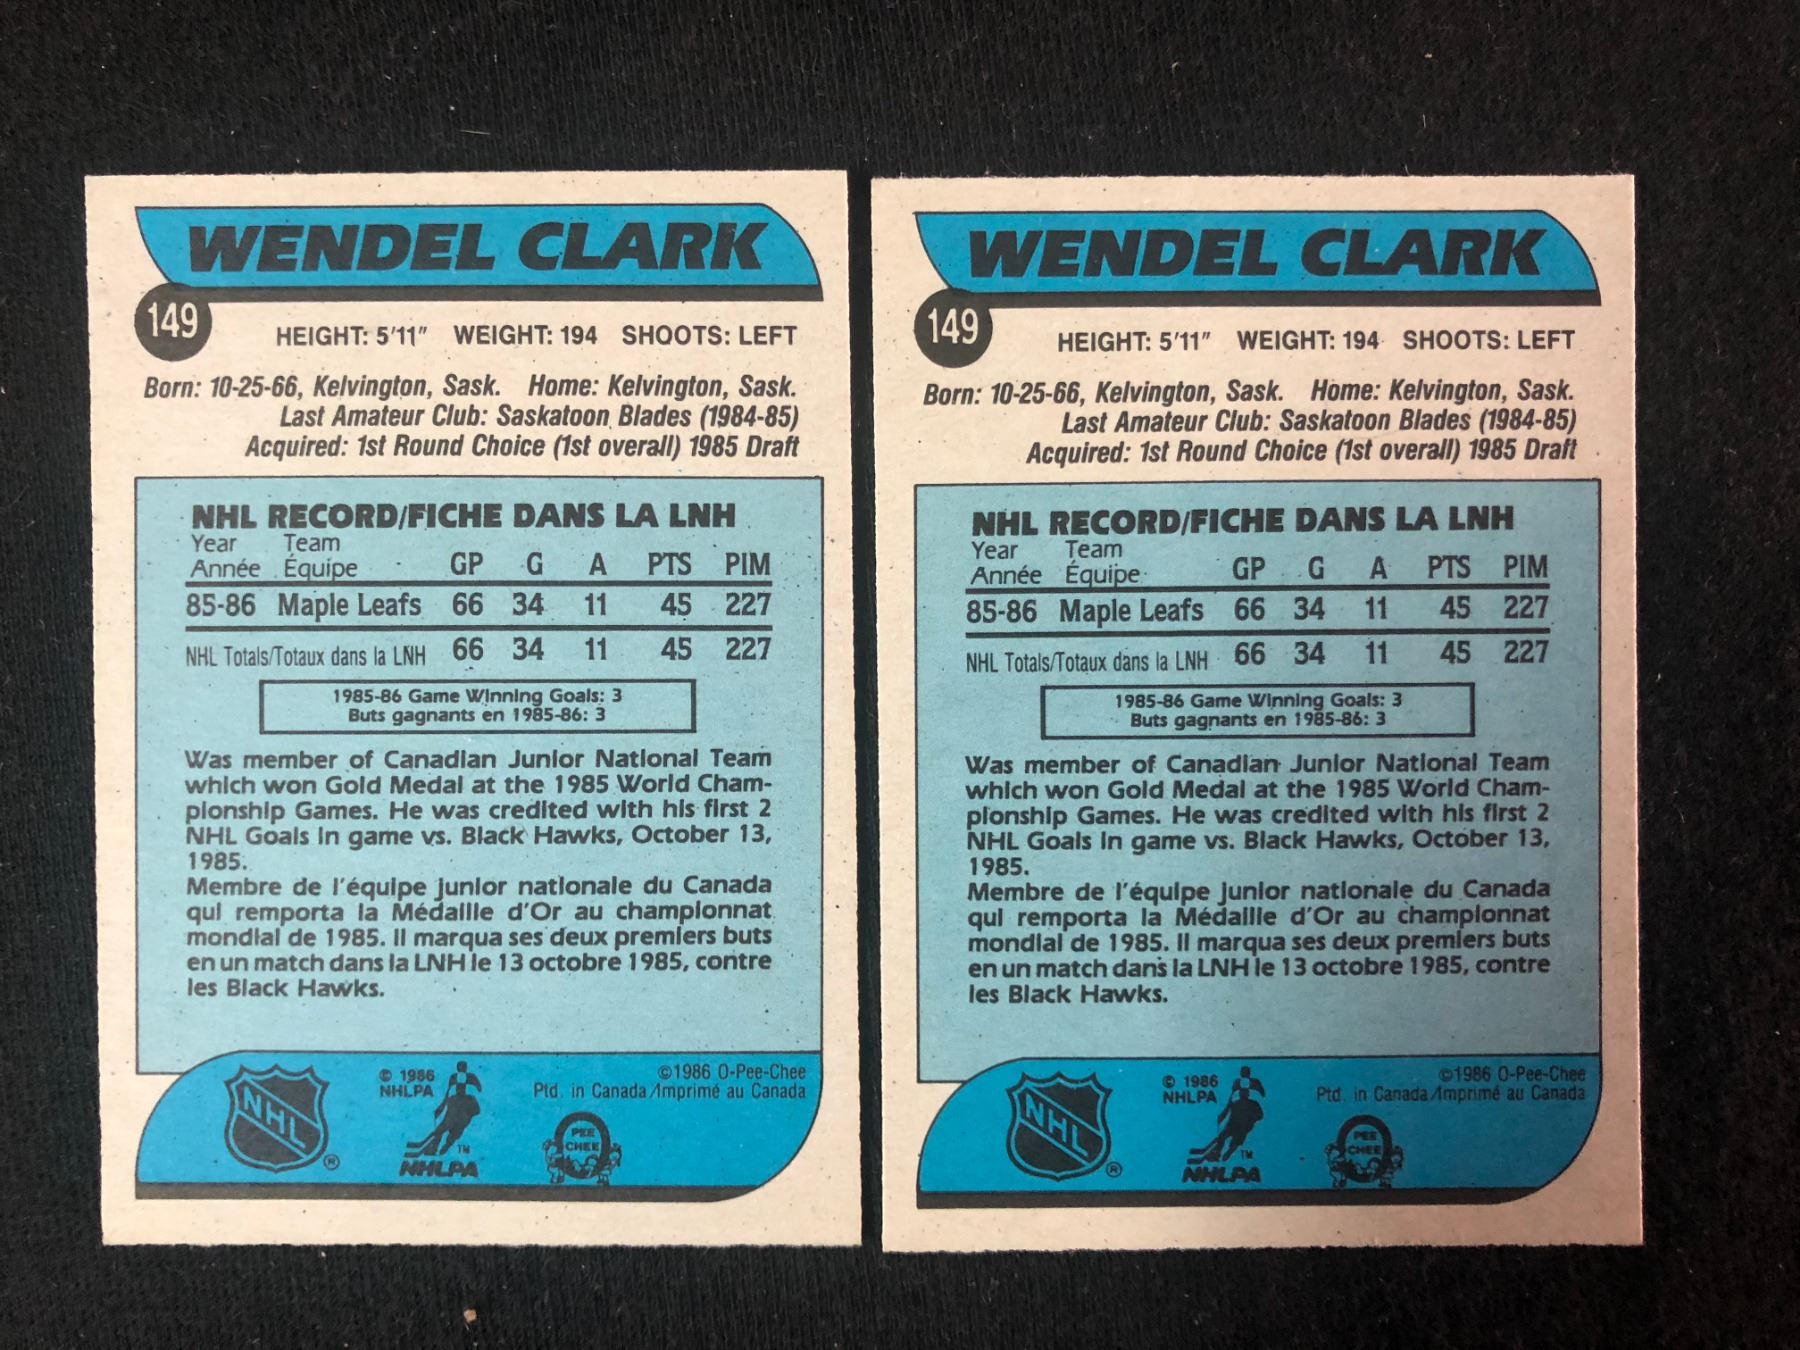 WENDEL CLARK
149
HEIGHT: 5'11" WEIGHT: 194 SHOOTS: LEFT
Born: 10-25-66, Kelvington, Sask. Home: Kelvington, Sask.
Last Amateur Club: Saskatoon Blades (1984-85)
Acquired: 1st Round Choice (1st overall) 1985 Draft
NHL RECORD/FICHE DANS LA LNH
Year Team
Année Équipe GP G A PTS PIM
85-86 Maple Leafs 66 34 11 45 227
NHL Totals/Totaux dans la LNH 66 34 11 45 227
1985-86 Game Winning Goals: 3
Buts gagnants en 1985-86: 3
Was member of Canadian Junior National Team
which won Gold Medal at the 1985 World Cham-
pionship Games. He was credited with his first 2
NHL Goals in game vs. Black Hawks, October 13,
1985.
Membre de l'équipe junior nationale du Canada
qui remporta la Médaille d'Or au championnat
mondial de 1985. Il marqua ses deux premiers buts
en un match dans la LNH le 13 octobre 1985, contre
les Black Hawks.
©1986 O-Pee-Chee
Ptd. in Canada/Imprimé au Canada
© 1986
NHLPA
NHL
®
TM
NHLPA
PEE
CHEE
WENDEL CLARK
149
HEIGHT: 5'11" WEIGHT: 194 SHOOTS: LEFT
Born: 10-25-66, Kelvington, Sask. Home: Kelvington, Sask.
Last Amateur Club: Saskatoon Blades (1984-85)
Acquired: 1st Round Choice (1st overall) 1985 Draft
NHL RECORD/FICHE DANS LA LNH
Year Team
Année Équipe GP G A PTS PIM
85-86 Maple Leafs 66 34 11 45 227
NHL Totals/Totaux dans la LNH 66 34 11 45 227
1985-86 Game Winning Goals: 3
Buts gagnants en 1985-86: 3
Was member of Canadian Junior National Team
which won Gold Medal at the 1985 World Cham-
pionship Games. He was credited with his first 2
NHL Goals in game vs. Black Hawks, October 13,
1985.
Membre de l'équipe junior nationale du Canada
qui remporta la Médaille d'Or au championnat
mondial de 1985. Il marqua ses deux premiers buts
en un match dans la LNH le 13 octobre 1985, contre
les Black Hawks.
©1986 O-Pee-Chee
Ptd. in Canada/Imprimé au Canada
© 1986
NHLPA
NHL
®
TM
NHLPA
PEE
CHEE